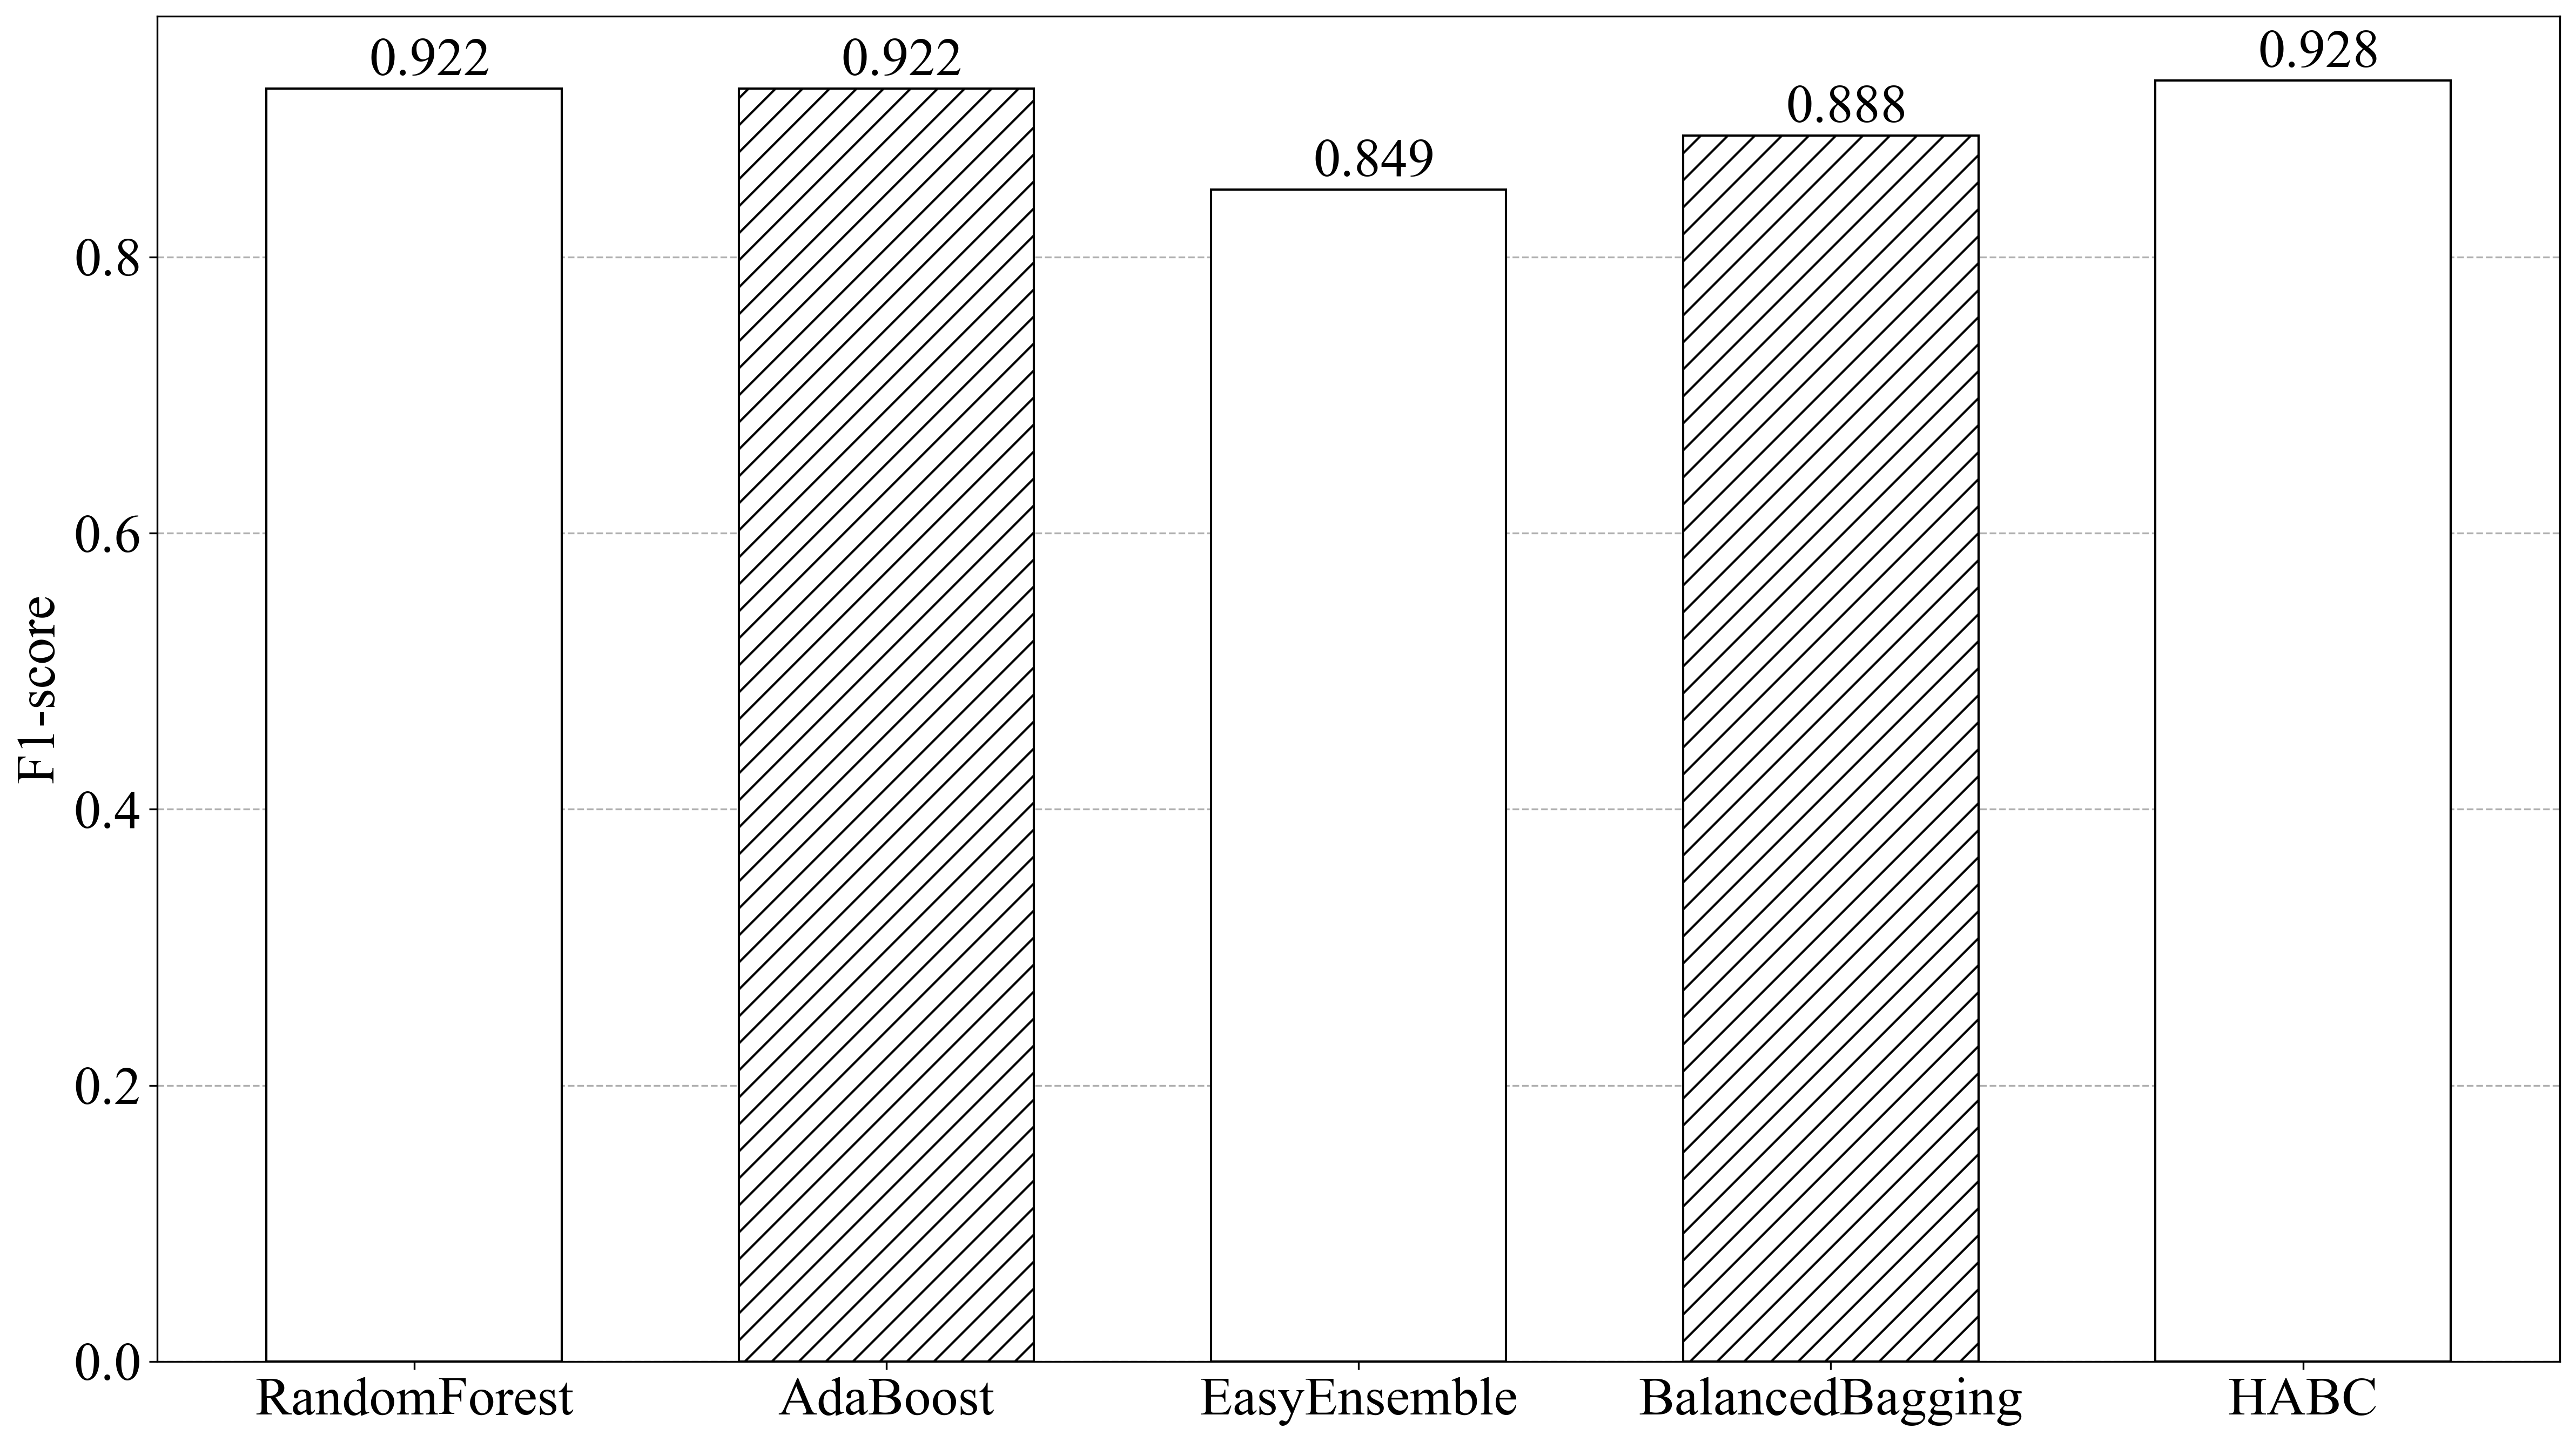 0.922
0.922
0.849
0.888
0.928
0.8
0.6
0.4
0.2
0.0
F1-score
RandomForest
AdaBoost
EasyEnsemble
BalancedBagging
HABC